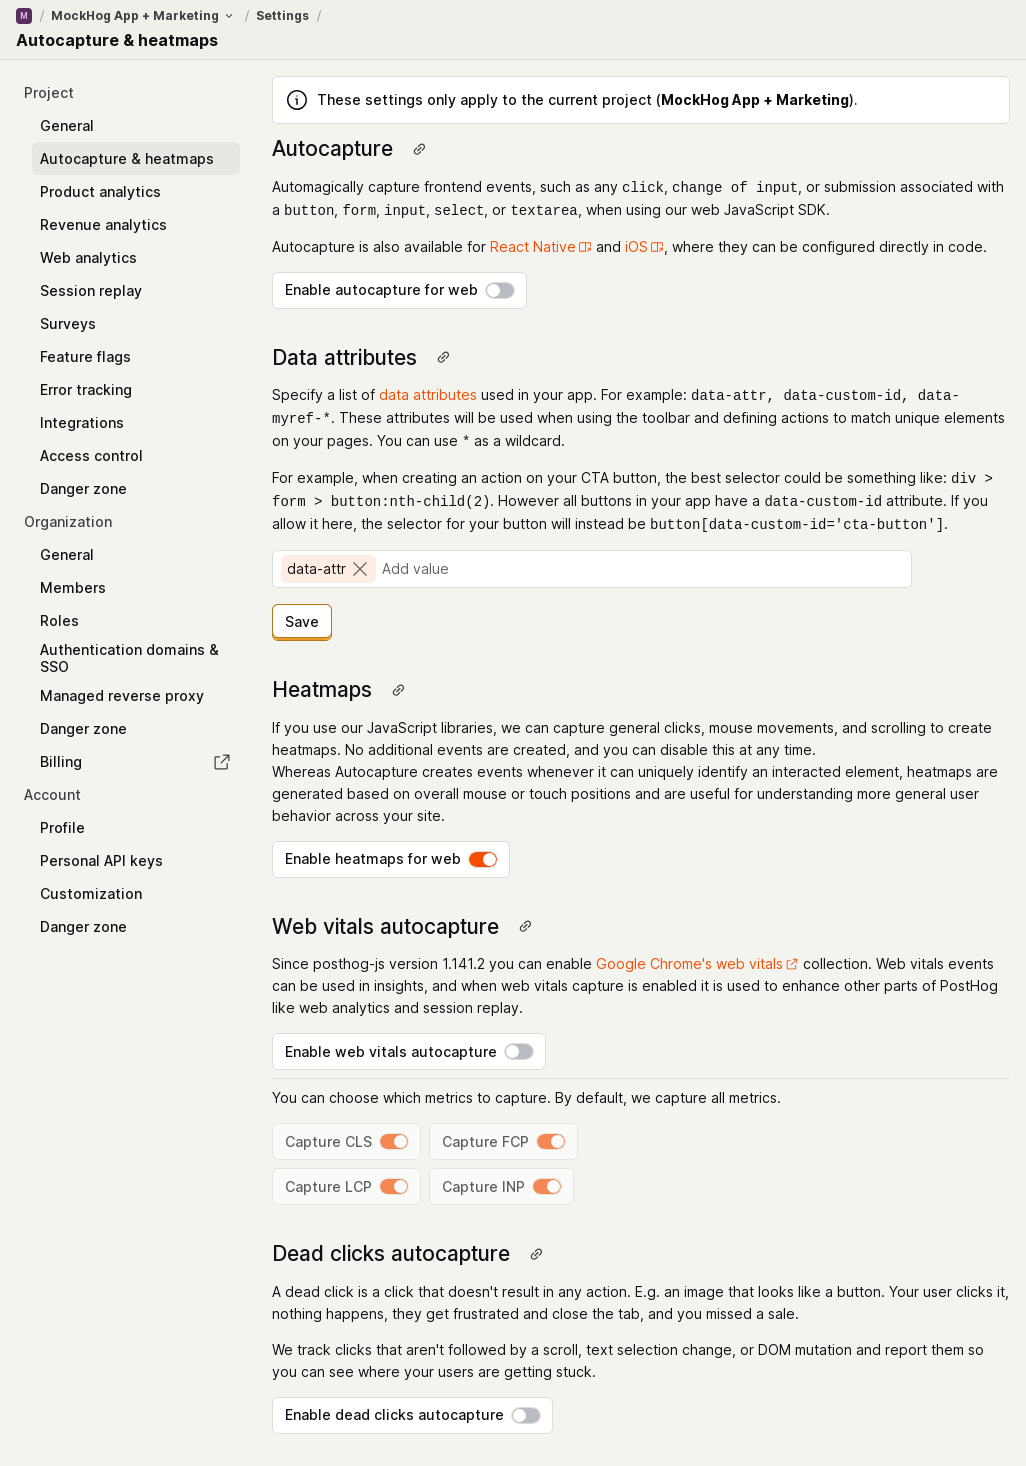 M / MockHog App + Marketing / Settings /
Autocapture & heatmaps
Project
General
Autocapture & heatmaps
Product analytics
Revenue analytics
Web analytics
Session replay
Surveys
Feature flags
Error tracking
Integrations
Access control
Danger zone
Organization
General
Members
Roles
Authentication domains &
SSO
Managed reverse proxy
Danger zone
Billing
Account
Profile
Personal API keys
Customization
Danger zone
These settings only apply to the current project (MockHog App + Marketing).
Autocapture
Automagically capture frontend events, such as any click, change of input, or submission associated with
a button, form, input, select, or textarea, when using our web JavaScript SDK.
Autocapture is also available for React Native and iOS, where they can be configured directly in code.
Enable autocapture for web
Data attributes
Specify a list of data attributes used in your app. For example: data-attr, data-custom-id, data-
myref-*. These attributes will be used when using the toolbar and defining actions to match unique elements
on your pages. You can use * as a wildcard.
For example, when creating an action on your CTA button, the best selector could be something like: div >
form > button:nth-child(2). However all buttons in your app have a data-custom-id attribute. If you
allow it here, the selector for your button will instead be button[data-custom-id='cta-button'].
data-attr Add value
Save
Heatmaps
If you use our JavaScript libraries, we can capture general clicks, mouse movements, and scrolling to create
heatmaps. No additional events are created, and you can disable this at any time.
Whereas Autocapture creates events whenever it can uniquely identify an interacted element, heatmaps are
generated based on overall mouse or touch positions and are useful for understanding more general user
behavior across your site.
Enable heatmaps for web
Web vitals autocapture
Since posthog-js version 1.141.2 you can enable Google Chrome's web vitals collection. Web vitals events
can be used in insights, and when web vitals capture is enabled it is used to enhance other parts of PostHog
like web analytics and session replay.
Enable web vitals autocapture
You can choose which metrics to capture. By default, we capture all metrics.
Capture CLS Capture FCP
Capture LCP Capture INP
Dead clicks autocapture
A dead click is a click that doesn't result in any action. E.g. an image that looks like a button. Your user clicks it,
nothing happens, they get frustrated and close the tab, and you missed a sale.
We track clicks that aren't followed by a scroll, text selection change, or DOM mutation and report them so
you can see where your users are getting stuck.
Enable dead clicks autocapture